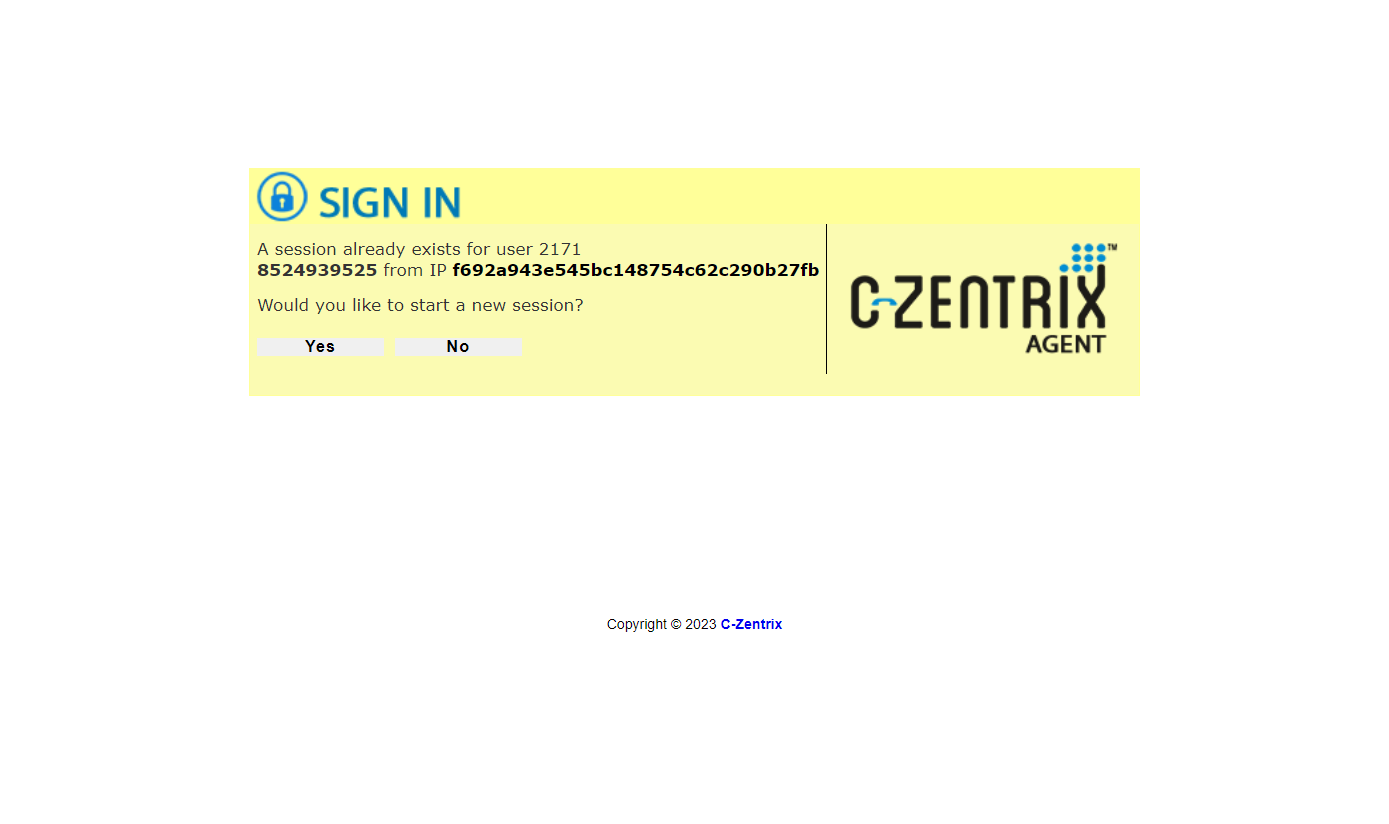 SIGN IN
A session already exists for user 2171
8524939525 from IP f692a943e545bc148754c62c290b27fb
Would you like to start a new session?
Yes No
C-ZENTRIX™
AGENT
Copyright © 2023 C-Zentrix